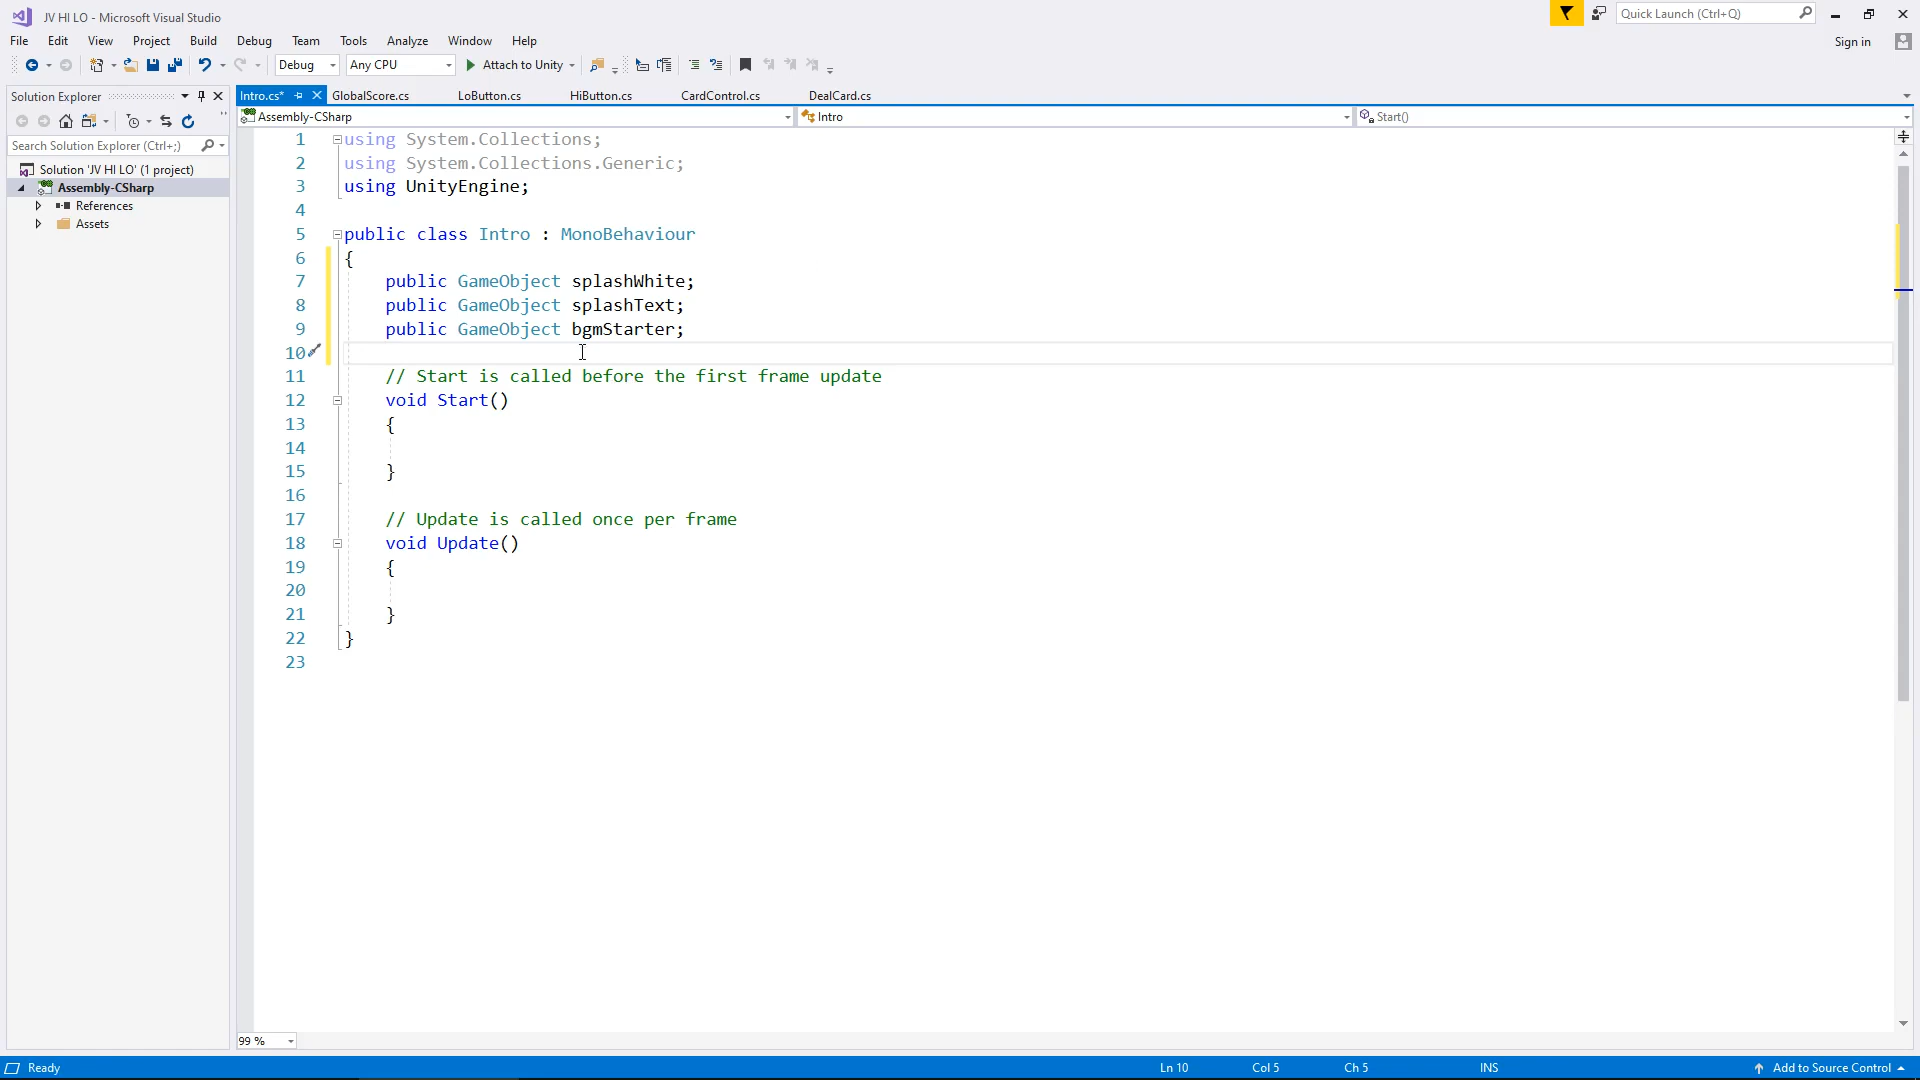 JV HI LO - Microsoft Visual Studio
Quick Launch (Ctrl+Q)
File Edit View Project Build Debug Team Tools Analyze Window Help
Sign in
Debug Any CPU Attach to Unity
Solution Explorer
Intro.cs* GlobalScore.cs LoButton.cs HiButton.cs CardControl.cs DealCard.cs
Assembly-CSharp Intro Start()
Search Solution Explorer (Ctrl+;)
Solution 'JV HI LO' (1 project)
Assembly-CSharp
References
Assets
1 using System.Collections;
2 using System.Collections.Generic;
3 using UnityEngine;
4
5 public class Intro : MonoBehaviour
6 {
7 public GameObject splashWhite;
8 public GameObject splashText;
9 public GameObject bgmStarter;
10
11 // Start is called before the first frame update
12 void Start()
13 {
14
15 }
16
17 // Update is called once per frame
18 void Update()
19 {
20
21 }
22 }
23
99 %
Ready Ln 10 Col 5 Ch 5 INS Add to Source Control